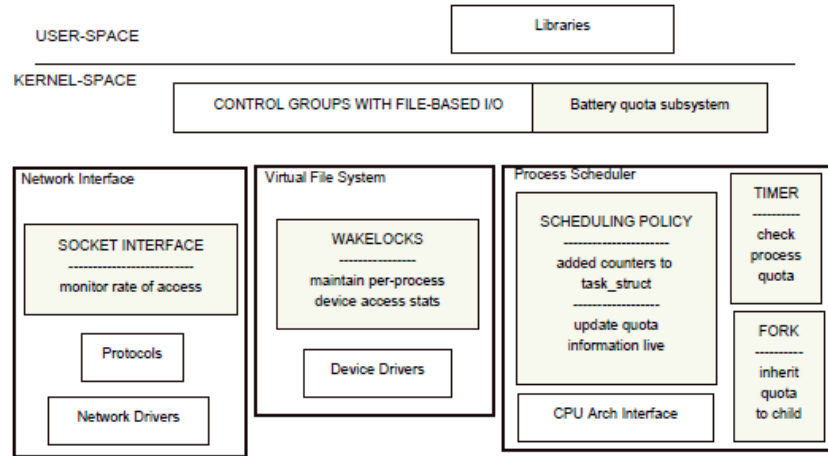 USER-SPACE
Libraries
KERNEL-SPACE
CONTROL GROUPS WITH FILE-BASED I/O
Battery quota subsystem
Network Interface
SOCKET INTERFACE
--------------------------
monitor rate of access
Protocols
Network Drivers
Virtual File System
WAKELOCKS
----------------
maintain per-process
device access stats
Device Drivers
Process Scheduler
SCHEDULING POLICY
----------------------
added counters to
task_struct
------------------
update quota
information live
CPU Arch Interface
TIMER
----------
check
process
quota
FORK
----------
inherit
quota
to child